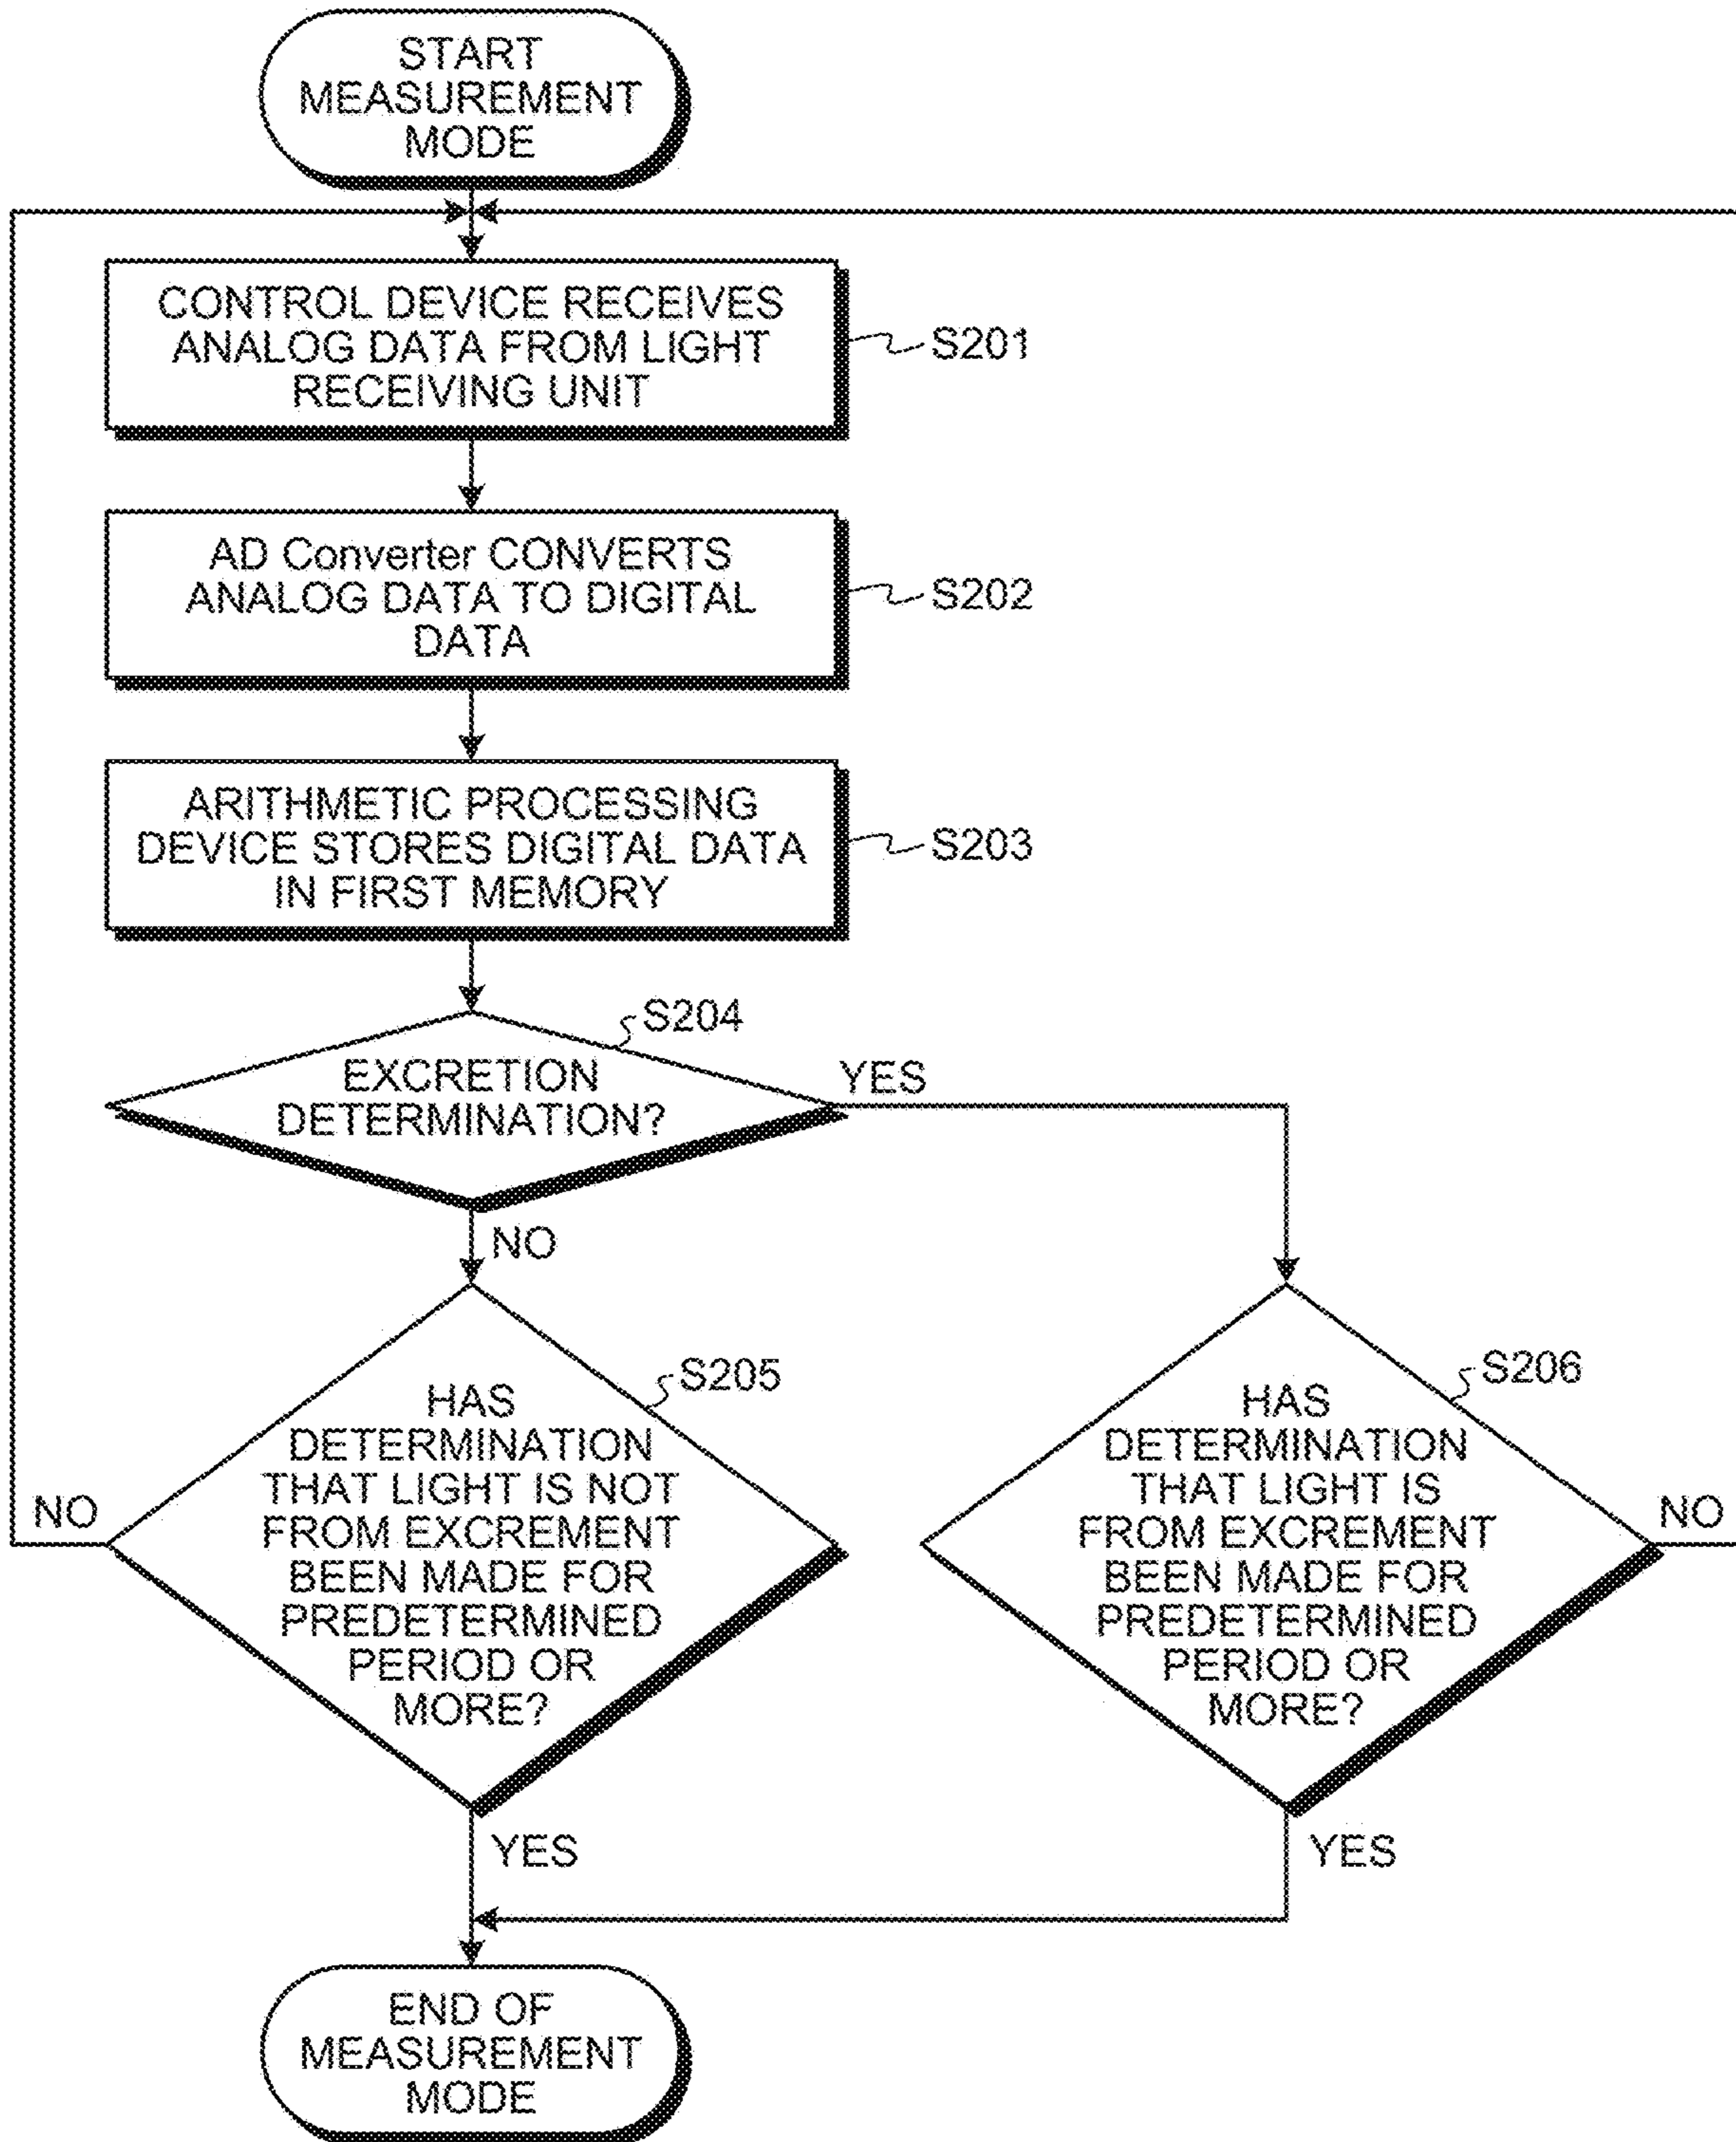 START
MEASUREMENT
MODE
CONTROL DEVICE RECEIVES
ANALOG DATA FROM LIGHT
RECEIVING UNIT
S201
AD Converter CONVERTS
ANALOG DATA TO DIGITAL
DATA
S202
ARITHMETIC PROCESSING
DEVICE STORES DIGITAL DATA
IN FIRST MEMORY
S203
S204
EXCRETION
DETERMINATION?
YES
NO
S205
HAS
DETERMINATION
THAT LIGHT IS NOT
FROM EXCREMENT
BEEN MADE FOR
PREDETERMINED
PERIOD OR
MORE?
NO
YES
S206
HAS
DETERMINATION
THAT LIGHT IS
FROM EXCREMENT
BEEN MADE FOR
PREDETERMINED
PERIOD OR
MORE?
NO
YES
END OF
MEASUREMENT
MODE